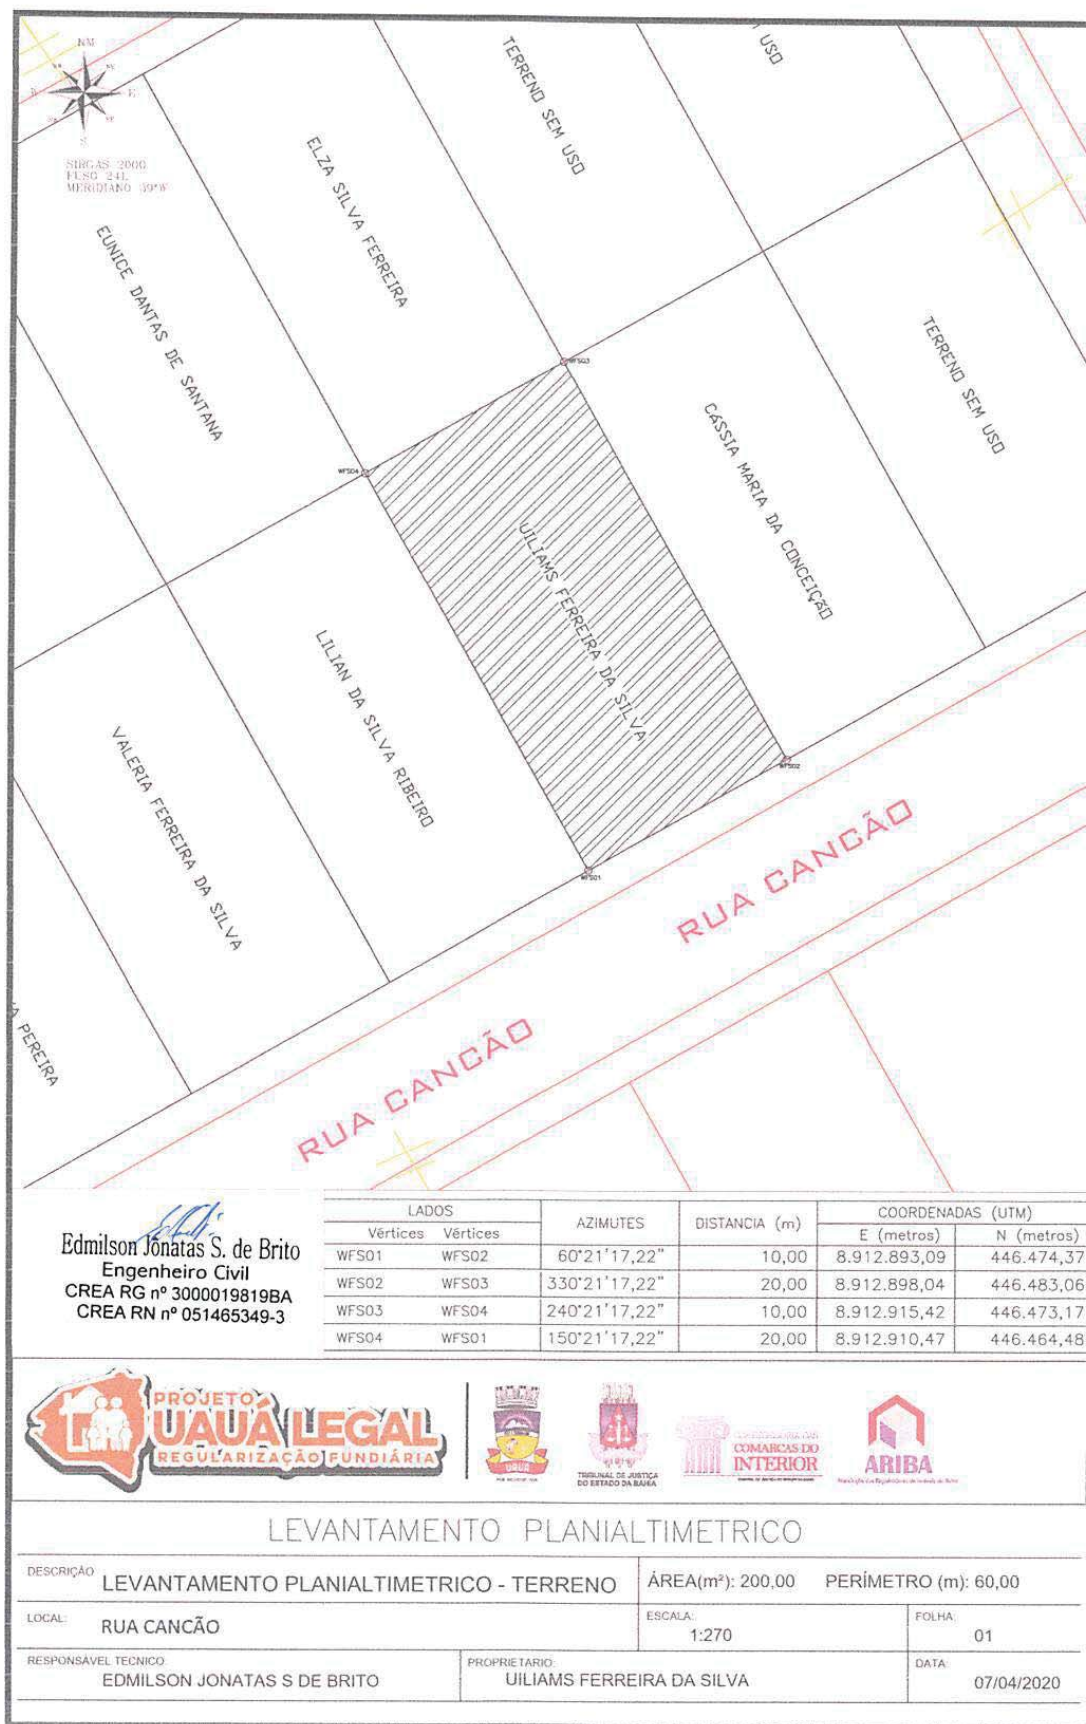 NM
E
S
SIRGAS 2000
FUSO 24L
MERIDIANO 39°W
EUNICE DANTAS DE SANTANA
ELZA SILVA FERREIRA
TERRENO SEM USO
USO
TERRENO SEM USO
CÁSSIA MARIA DA CONCEIÇÃO
UILIAMS FERREIRA DA SILVA
LILIAN DA SILVA RIBEIRO
VALERIA FERREIRA DA SILVA
A PEREIRA
WFS03
WFS04
WFS02
WFS01
RUA CANCÃO
RUA CANCÃO
Edmilson Jônatas S. de Brito
Engenheiro Civil
CREA RG nº 3000019819BA
CREA RN nº 051465349-3
LADOS AZIMUTES DISTANCIA (m) COORDENADAS (UTM)
Vértices Vértices E (metros) N (metros)
WFS01 WFS02 60°21'17,22" 10,00 8.912.893,09 446.474,37
WFS02 WFS03 330°21'17,22" 20,00 8.912.898,04 446.483,06
WFS03 WFS04 240°21'17,22" 10,00 8.912.915,42 446.473,17
WFS04 WFS01 150°21'17,22" 20,00 8.912.910,47 446.464,48
PROJETO
UAUÁ LEGAL
REGULARIZAÇÃO FUNDIÁRIA
UAUÁ
TRIBUNAL DE JUSTIÇA
DO ESTADO DA BAHIA
COMARCAS DO
INTERIOR
ARIBA
LEVANTAMENTO PLANIALTIMETRICO
DESCRIÇÃO LEVANTAMENTO PLANIALTIMETRICO - TERRENO ÁREA(m²): 200,00 PERÍMETRO (m): 60,00
LOCAL: RUA CANCÃO ESCALA: 1:270 FOLHA: 01
RESPONSÁVEL TECNICO: EDMILSON JONATAS S DE BRITO PROPRIETARIO: UILIAMS FERREIRA DA SILVA DATA: 07/04/2020